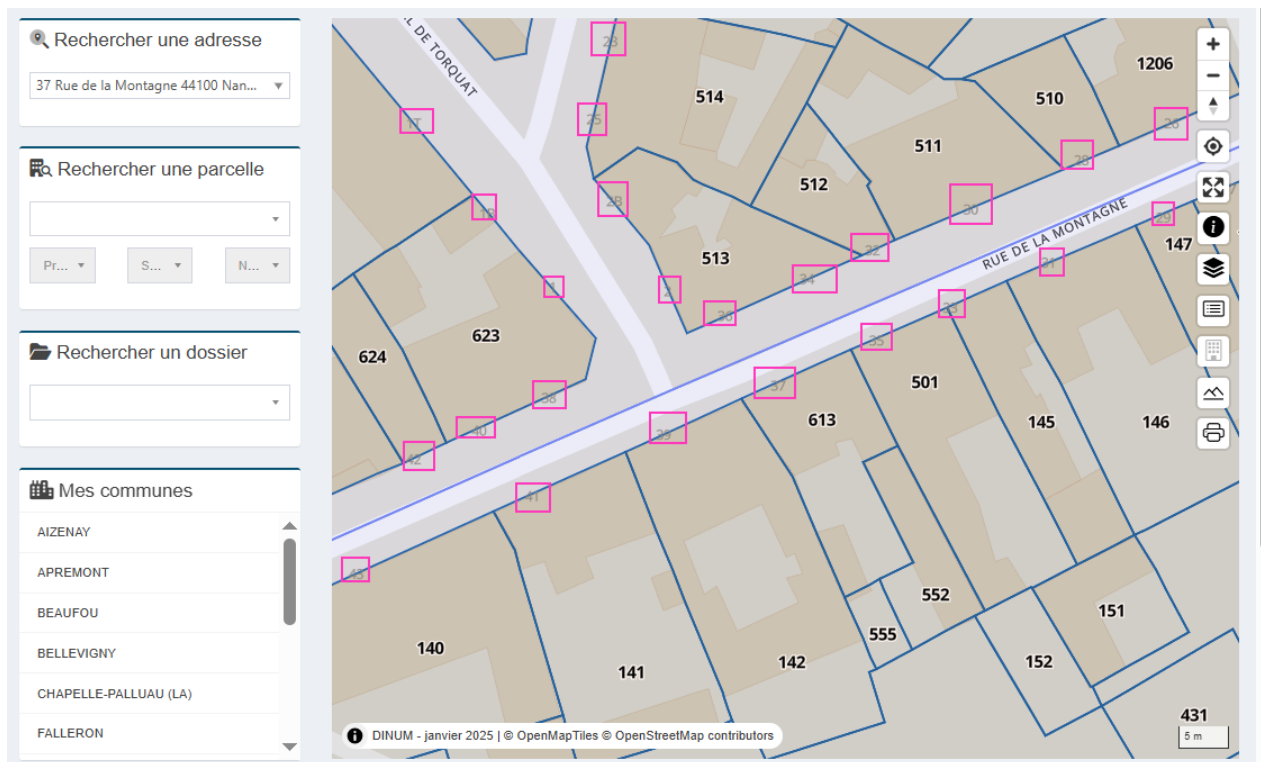 Rechercher une adresse
37 Rue de la Montagne 44100 Nan...
Rechercher une parcelle
Pr...
S...
N...
Rechercher un dossier
Mes communes
AIZENAY
APREMONT
BEAUFOU
BELLEVIGNY
CHAPELLE-PALLUAU (LA)
FALLERON
L DE TORQUAT
23
1206
514
510
1T
25
26
511
28
512
2B
1B
30
RUE DE LA MONTAGNE
29
147
32
513
31
34
1
2
33
36
623
35
624
501
37
38
613
145
146
40
39
42
41
43
552
151
555
140
141
142
152
431
5 m
DINUM - janvier 2025 | © OpenMapTiles © OpenStreetMap contributors